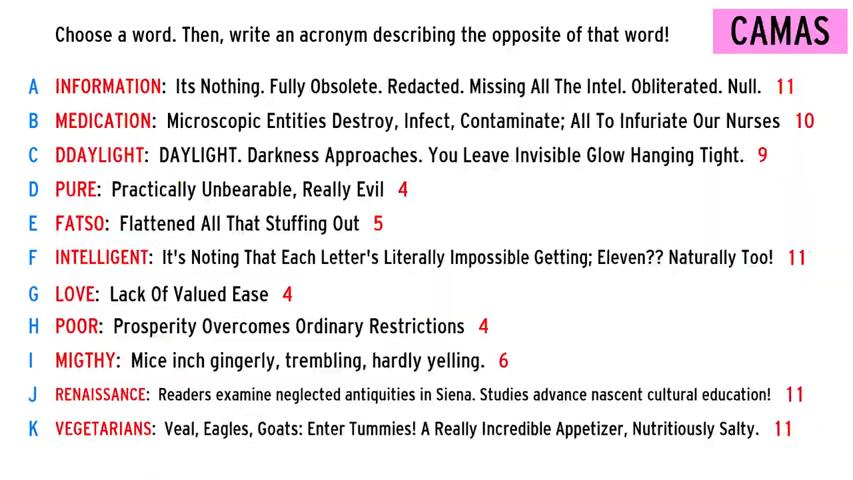 Choose a word. Then, write an acronym describing the opposite of that word!
CAMAS
A INFORMATION: Its Nothing. Fully Obsolete. Redacted. Missing All The Intel. Obliterated. Null. 11
B MEDICATION: Microscopic Entities Destroy, Infect, Contaminate; All To Infuriate Our Nurses 10
C DDAYLIGHT: DAYLIGHT. Darkness Approaches. You Leave Invisible Glow Hanging Tight. 9
D PURE: Practically Unbearable, Really Evil 4
E FATSO: Flattened All That Stuffing Out 5
F INTELLIGENT: It's Noting That Each Letter's Literally Impossible Getting; Eleven?? Naturally Too! 11
G LOVE: Lack Of Valued Ease 4
H POOR: Prosperity Overcomes Ordinary Restrictions 4
I MIGTHY: Mice inch gingerly, trembling, hardly yelling. 6
J RENAISSANCE: Readers examine neglected antiquities in Siena. Studies advance nascent cultural education! 11
K VEGETARIANS: Veal, Eagles, Goats: Enter Tummies! A Really Incredible Appetizer, Nutritiously Salty. 11